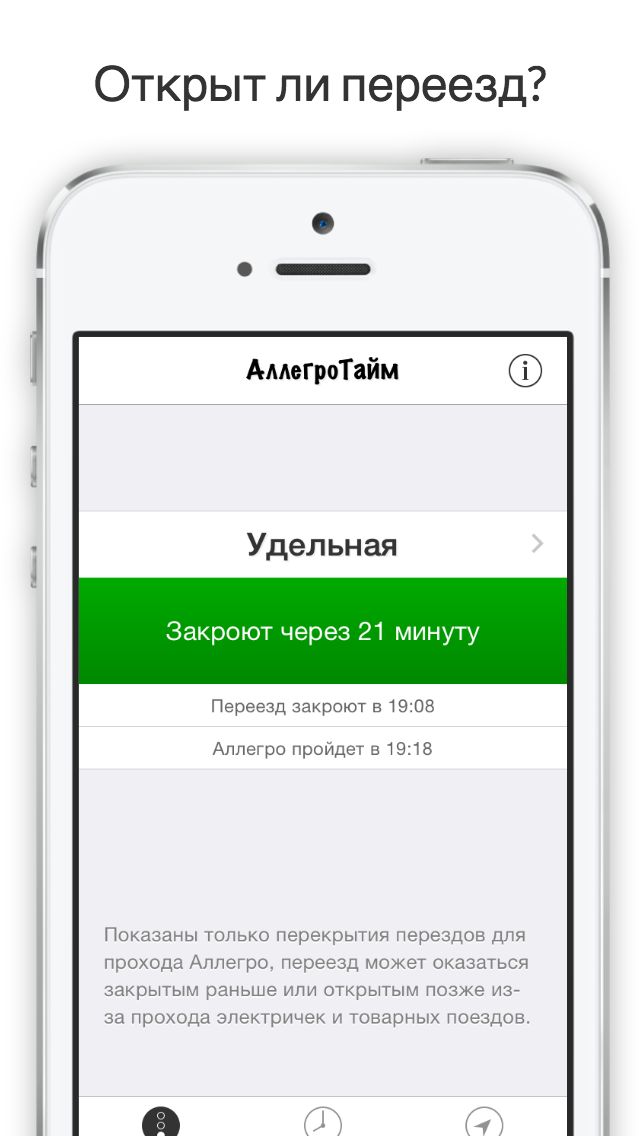 Открыт ли переезд?
АллегроТайм
Удельная
Закроют через 21 минуту
Переезд закроют в 19:08
Аллегро пройдет в 19:18
Показаны только перекрытия перездов для
прохода Аллегро, переезд может оказаться
закрытым раньше или открытым позже из-
за прохода электричек и товарных поездов.